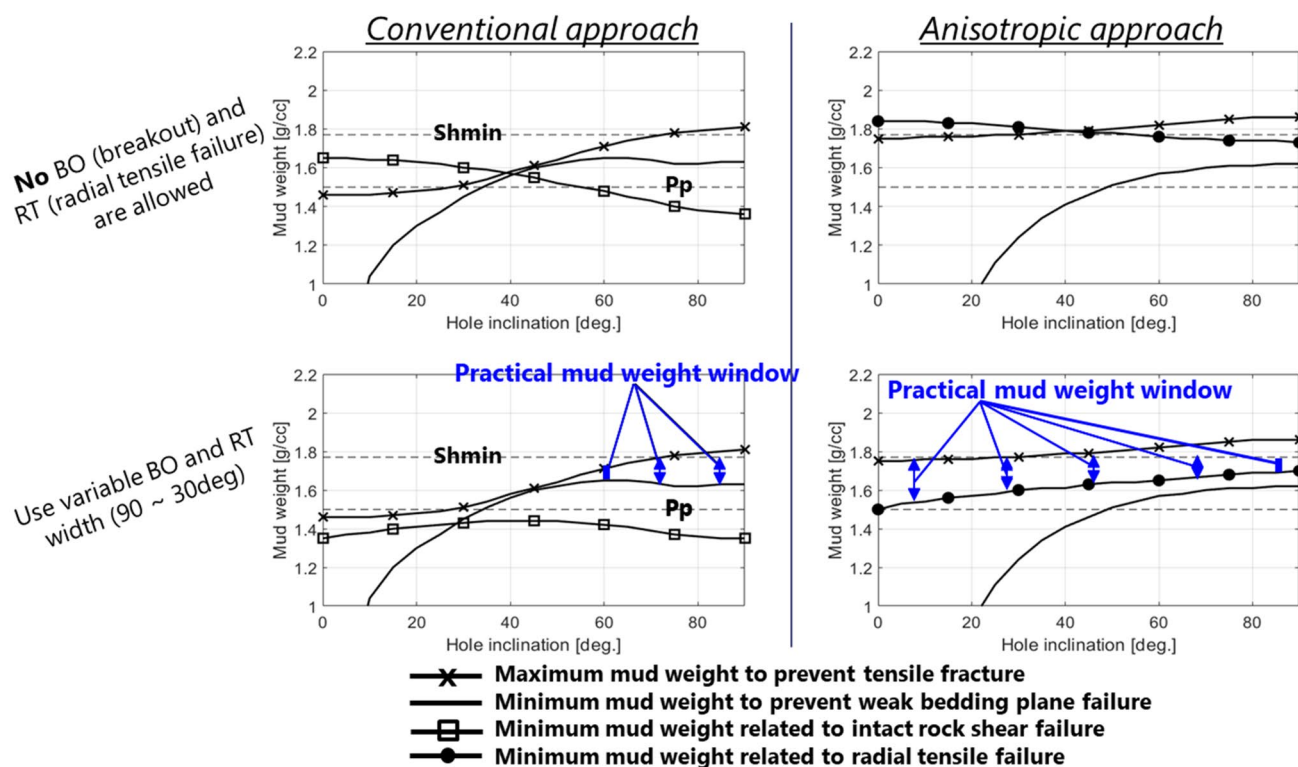 Conventional approach
Anisotropic approach
No BO (breakout) and
RT (radial tensile failure)
are allowed
Mud weight [g/cc]
2.2
2
1.8
1.6
1.4
1.2
1
Shmin
Pp
0 20 40 60 80
Hole inclination [deg.]
Mud weight [g/cc]
2.2
2
1.8
1.6
1.4
1.2
1
0 20 40 60 80
Hole inclination [deg.]
Use variable BO and RT
width (90 ~ 30deg)
Practical mud weight window
Mud weight [g/cc]
2.2
2
1.8
1.6
1.4
1.2
1
Shmin
Pp
0 20 40 60 80
Hole inclination [deg.]
Practical mud weight window
Mud weight [g/cc]
2.2
2
1.8
1.6
1.4
1.2
1
0 20 40 60 80
Hole inclination [deg.]
Maximum mud weight to prevent tensile fracture
Minimum mud weight to prevent weak bedding plane failure
Minimum mud weight related to intact rock shear failure
Minimum mud weight related to radial tensile failure